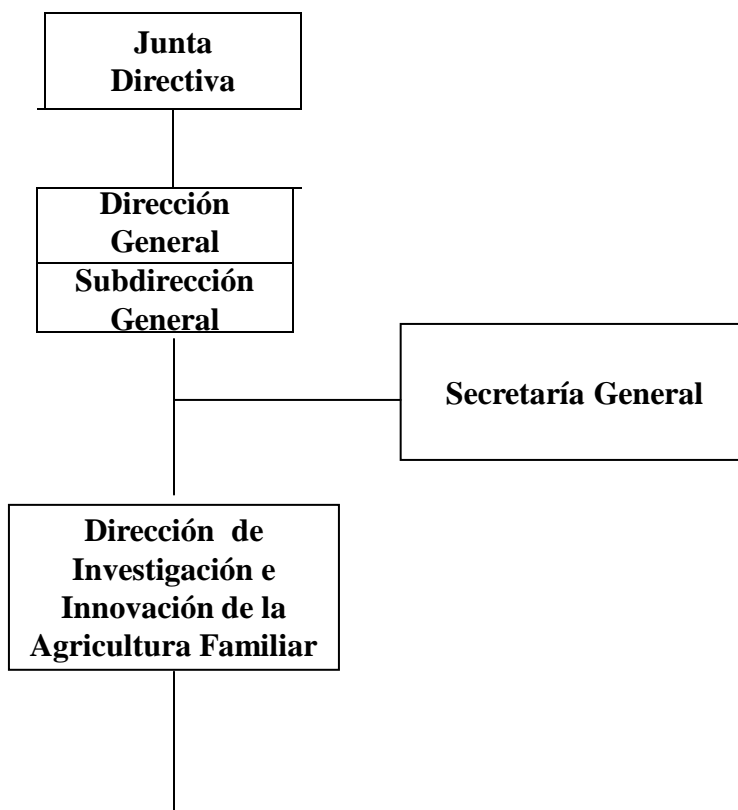 Junta
Directiva
Dirección
General
Subdirección
General
Secretaría General
Dirección de
Investigación e
Innovación de la
Agricultura Familiar